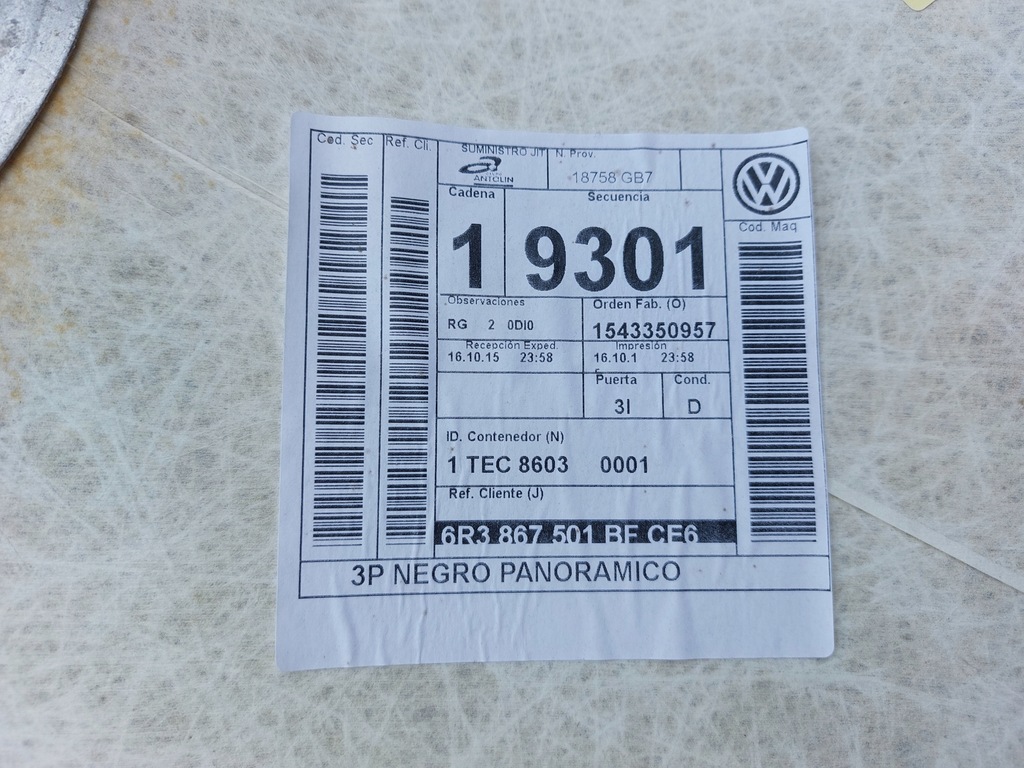 Cod. Sec
Ref. Cli.
SUMINISTRO JIT
ANTOLIN
N. Prov.
18758 GB7
Cod. Maq
Cadena
1
Secuencia
9301
Observaciones
RG 2 0DI0
Orden Fab. (O)
1543350957
Recepción Exped.
16.10.15 23:58
Impresión
16.10.1 23:58
Puerta
3I
Cond.
D
ID. Contenedor (N)
1 TEC 8603 0001
Ref. Cliente (J)
6R3 867 501 BF CE6
3P NEGRO PANORAMICO